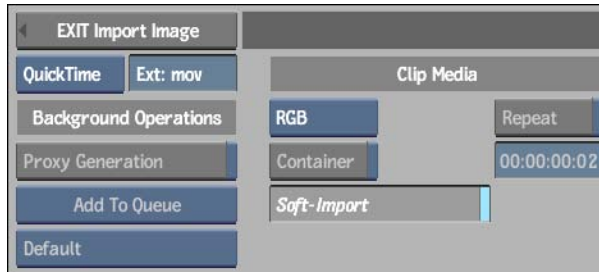 EXIT Import Image
QuickTime Ext: mov
Clip Media
Background Operations
RGB
Repeat
Proxy Generation
Container
00:00:00:02
Add To Queue
Soft-Import
Default